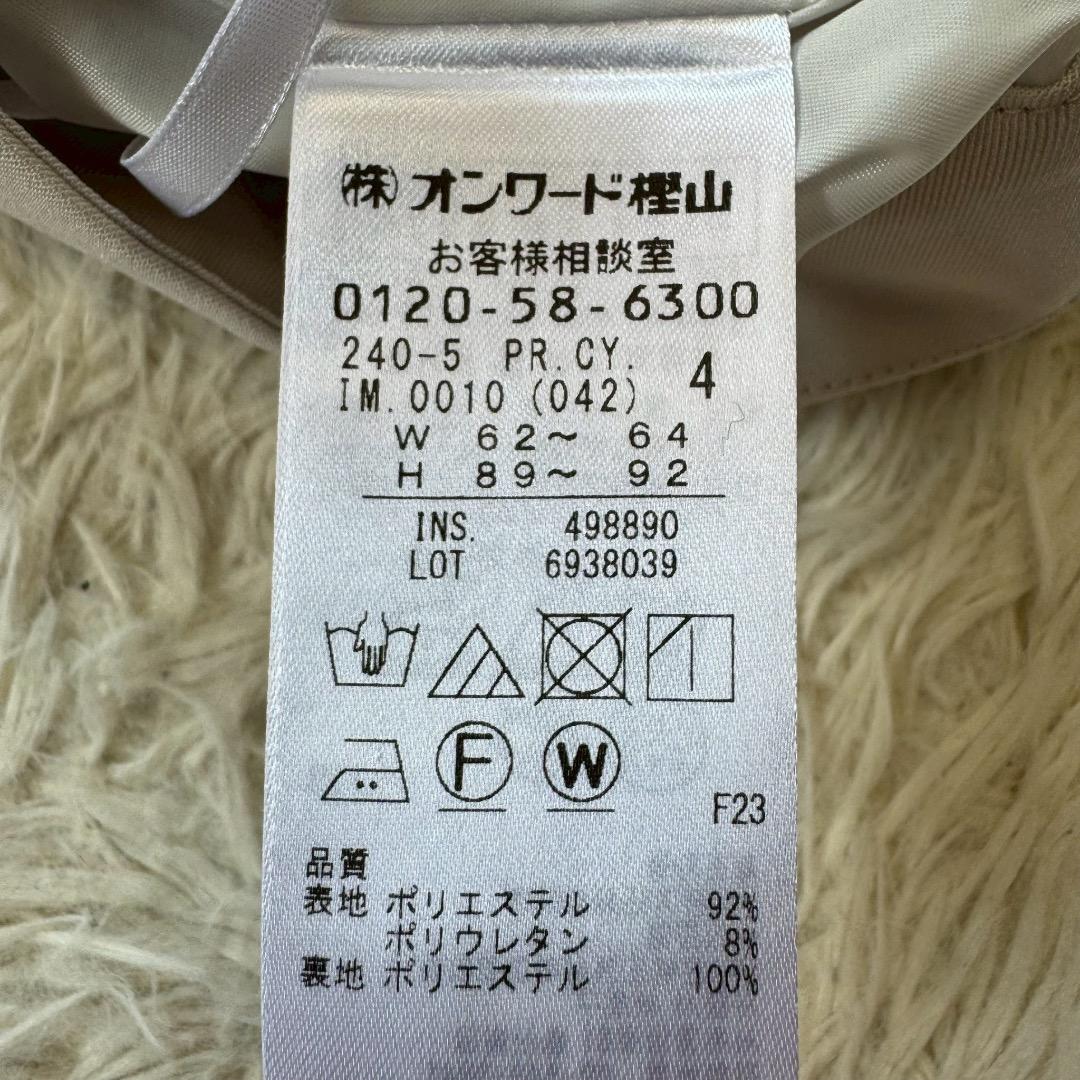 (株)オンワード樫山
お客様相談室
0120-58-6300
240-5 PR.CY. 4
IM.0010 (042)
W 62～ 64
H 89～ 92
INS. 498890
LOT 6938039
F W
F23
品質
表地 ポリエステル 92%
ポリウレタン 8%
裏地 ポリエステル 100%